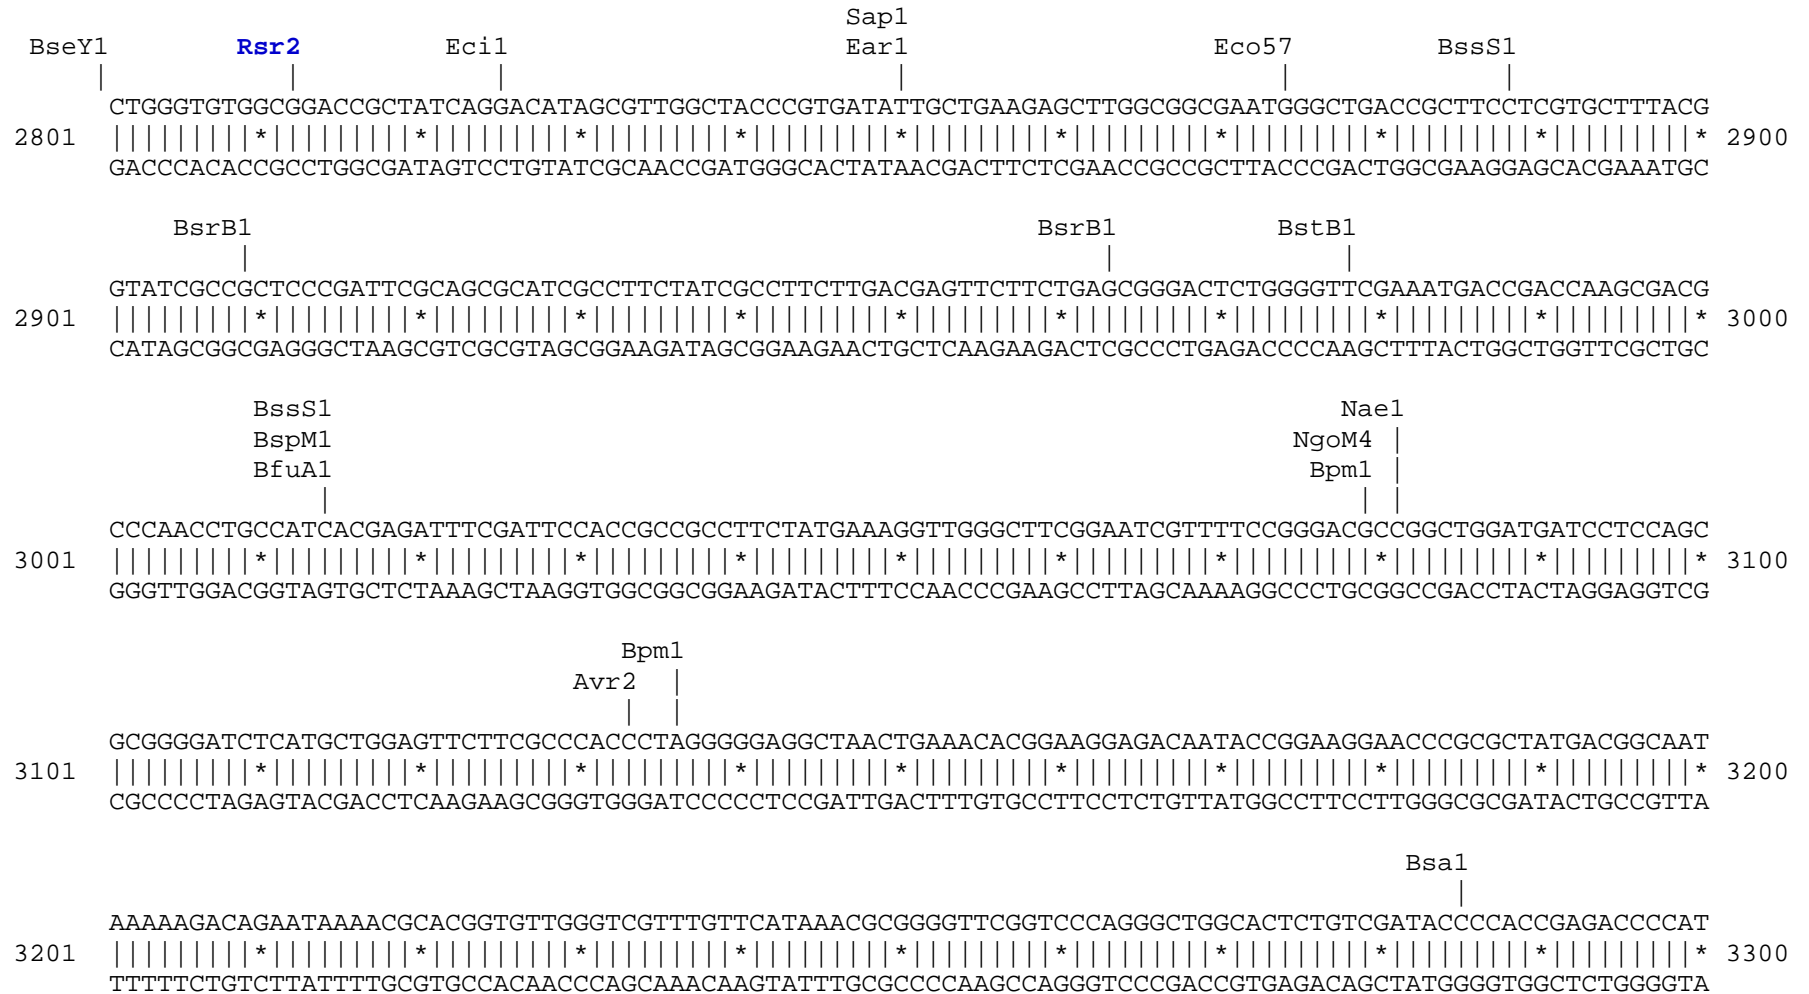 Sap1
BseY1 Rsr2 Eci1 Ear1 Eco57 BssS1
| | | | | |
CTGGGTGTGGCGGACCGCTATCAGGACATAGCGTTGGCTACCCGTGATATTGCTGAAGAGCTTGGCGGCGAATGGGCTGACCGCTTCCTCGTGCTTTACG
2801 |||||||||*|||||||||*|||||||||*|||||||||*|||||||||*|||||||||*|||||||||*|||||||||*|||||||||*|||||||||* 2900
GACCCACACCGCCTGGCGATAGTCCTGTATCGCAACCGATGGGCACTATAACGACTTCTCGAACCGCCGCTTACCCGACTGGCGAAGGAGCACGAAATGC
BsrB1 BsrB1 BstB1
| | |
GTATCGCCGCTCCCGATTCGCAGCGCATCGCCTTCTATCGCCTTCTTGACGAGTTCTTCTGAGCGGGACTCTGGGGTTCGAAATGACCGACCAAGCGACG
2901 |||||||||*|||||||||*|||||||||*|||||||||*|||||||||*|||||||||*|||||||||*|||||||||*|||||||||*|||||||||* 3000
CATAGCGGCGAGGGCTAAGCGTCGCGTAGCGGAAGATAGCGGAAGAACTGCTCAAGAAGACTCGCCCTGAGACCCCAAGCTTTACTGGCTGGTTCGCTGC
BssS1 Nae1
BspM1 NgoM4 |
BfuA1 Bpm1 |
| | |
CCCAACCTGCCATCACGAGATTTCGATTCCACCGCCGCCTTCTATGAAAGGTTGGGCTTCGGAATCGTTTTCCGGGACGCCGGCTGGATGATCCTCCAGC
3001 |||||||||*|||||||||*|||||||||*|||||||||*|||||||||*|||||||||*|||||||||*|||||||||*|||||||||*|||||||||* 3100
GGGTTGGACGGTAGTGCTCTAAAGCTAAGGTGGCGGCGGAAGATACTTTCCAACCCGAAGCCTTAGCAAAAGGCCCTGCGGCCGACCTACTAGGAGGTCG
Bpm1
Avr2 |
| |
GCGGGGATCTCATGCTGGAGTTCTTCGCCCACCCTAGGGGGAGGCTAACTGAAACACGGAAGGAGACAATACCGGAAGGAACCCGCGCTATGACGGCAAT
3101 |||||||||*|||||||||*|||||||||*|||||||||*|||||||||*|||||||||*|||||||||*|||||||||*|||||||||*|||||||||* 3200
CGCCCCTAGAGTACGACCTCAAGAAGCGGGTGGGATCCCCCTCCGATTGACTTTGTGCCTTCCTCTGTTATGGCCTTCCTTGGGCGCGATACTGCCGTTA
Bsa1
|
AAAAAGACAGAATAAAACGCACGGTGTTGGGTCGTTTGTTCATAAACGCGGGGTTCGGTCCCAGGGCTGGCACTCTGTCGATACCCCACCGAGACCCCAT
3201 |||||||||*|||||||||*|||||||||*|||||||||*|||||||||*|||||||||*|||||||||*|||||||||*|||||||||*|||||||||* 3300
TTTTTCTGTCTTATTTTGCGTGCCACAACCCAGCAAACAAGTATTTGCGCCCCAAGCCAGGGTCCCGACCGTGAGACAGCTATGGGGTGGCTCTGGGGTA